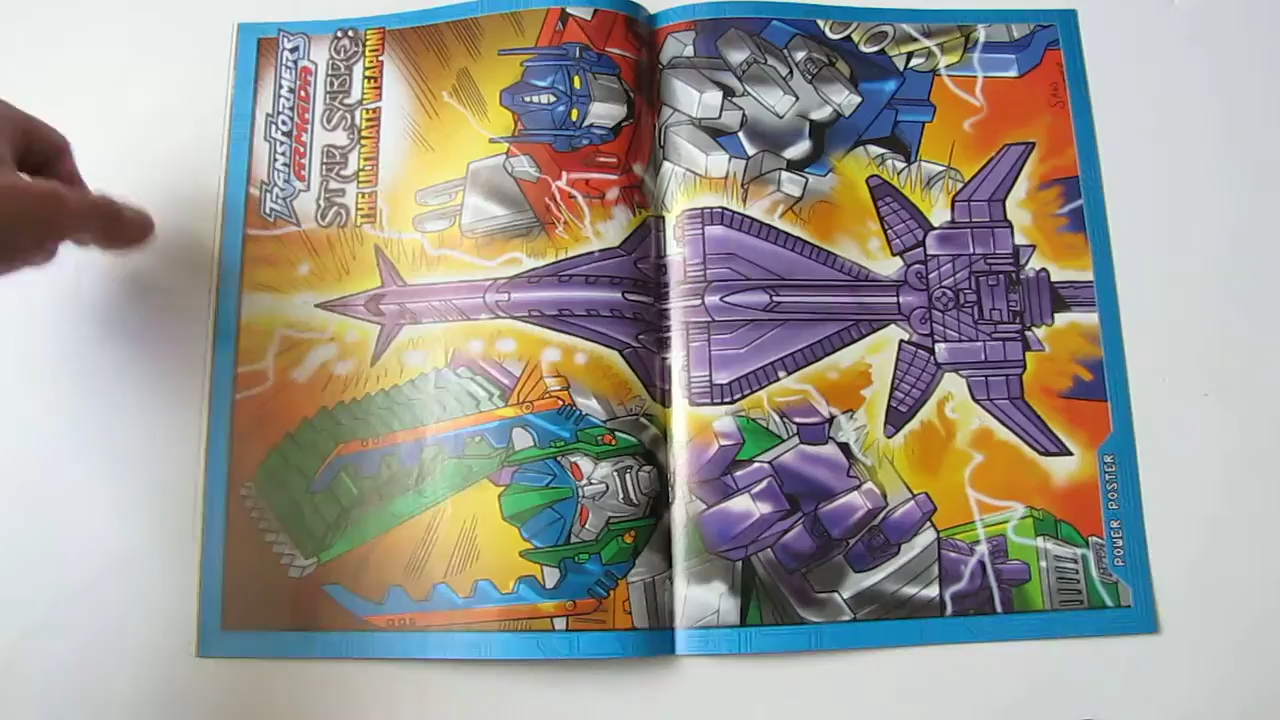 TRANSFORMERS
ARMADA
STAR SABRE:
THE ULTIMATE WEAPON!
POWER POSTER